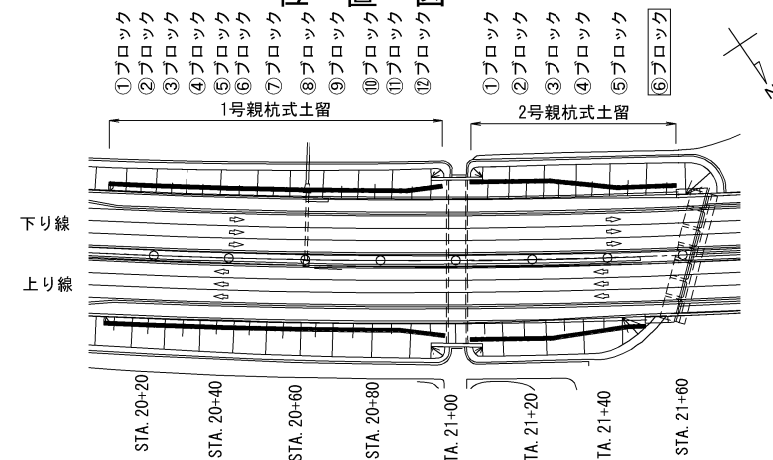 位置図
①ブロック
②ブロック
③ブロック
④ブロック
⑤ブロック
⑥ブロック
⑦ブロック
⑧ブロック
⑨ブロック
⑩ブロック
⑪ブロック
⑫ブロック
①ブロック
②ブロック
③ブロック
④ブロック
⑤ブロック
⑥ブロック
1号親杭式土留
2号親杭式土留
下り線
上り線
STA. 20+20
STA. 20+40
STA. 20+60
STA. 20+80
TA. 21+00
TA. 21+20
TA. 21+40
STA. 21+60